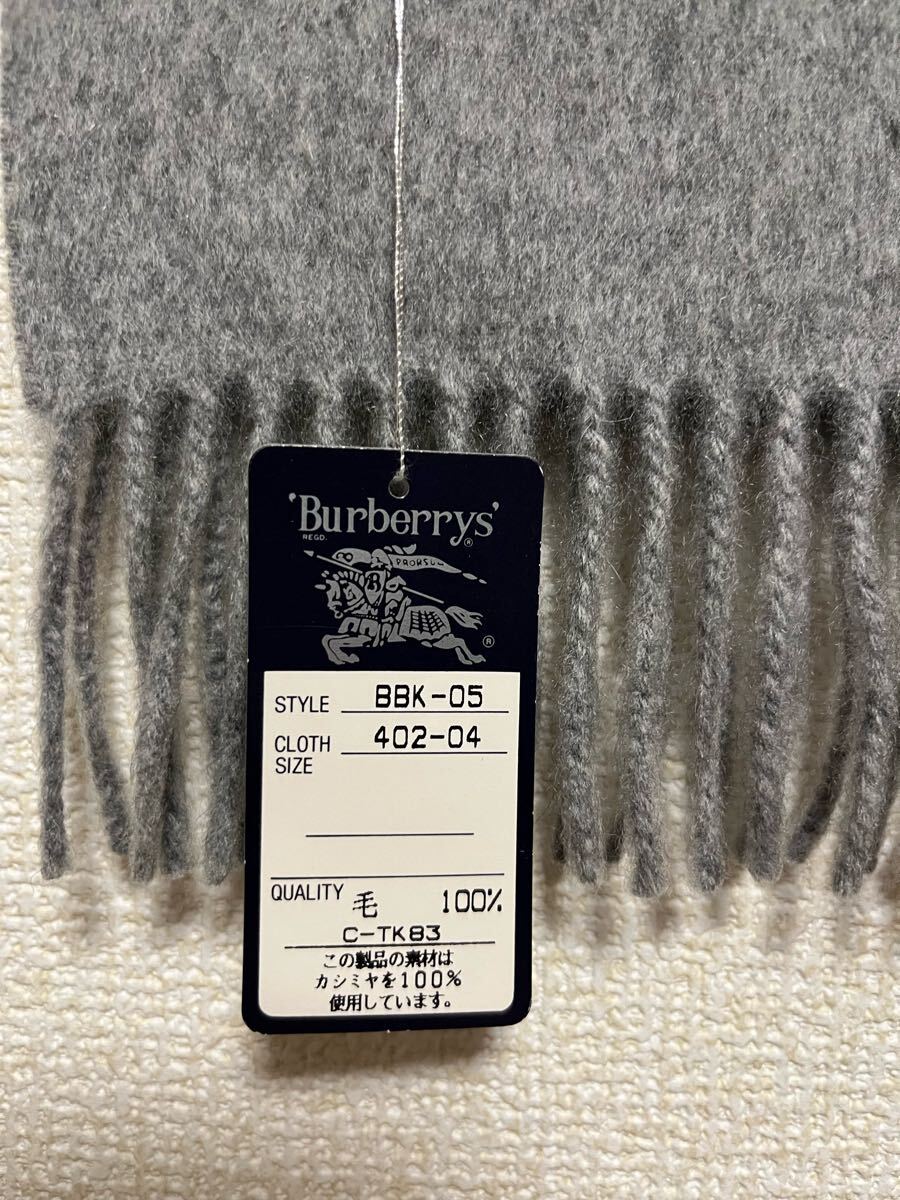 'Burberrys'
REGD. ®
PRORSUM
®
STYLE BBK-05
CLOTH 402-04
SIZE
QUALITY 毛 100%
C-TK83
この製品の素材は
カシミヤを100%
使用しています。